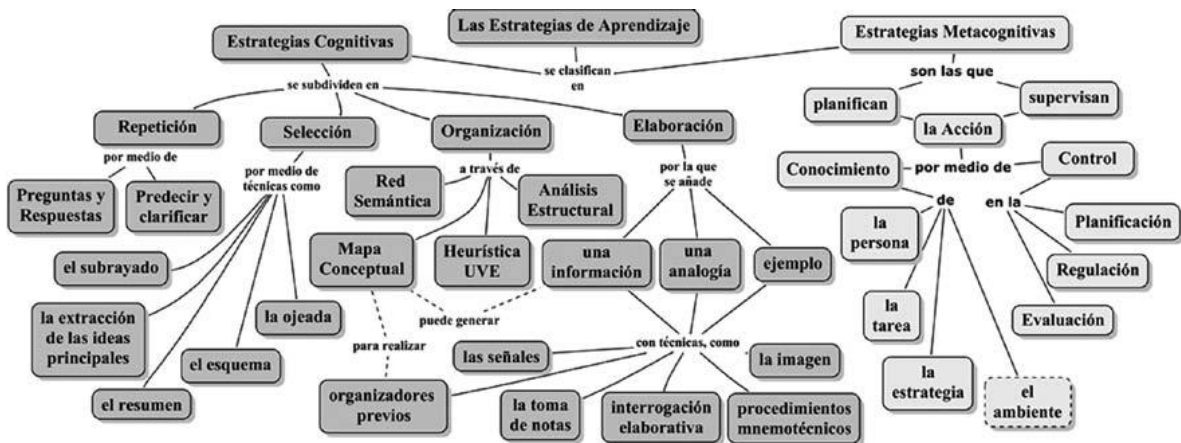 Las Estrategias de Aprendizaje
Estrategias Cognitivas
Estrategias Metacognitivas
se clasifican
en
se subdividen en
Repetición
Selección
Organización
Elaboración
por medio de
Preguntas y
Respuestas
Predecir y
clarificar
por medio de
técnicas como
el subrayado
la extracción
de las ideas
principales
el resumen
el esquema
la ojeada
a través de
Red
Semántica
Análisis
Estructural
Mapa
Conceptual
Heurística
UVE
puede generar
para realizar
por la que
se añade
una
información
una
analogía
ejemplo
con técnicas, como
las señales
la imagen
organizadores
previos
la toma
de notas
interrogación
elaborativa
procedimientos
mnemotécnicos
son las que
planifican
supervisan
la Acción
por medio de
Conocimiento
Control
de
en la
la
persona
la
tarea
la
estrategia
el
ambiente
Planificación
Regulación
Evaluación